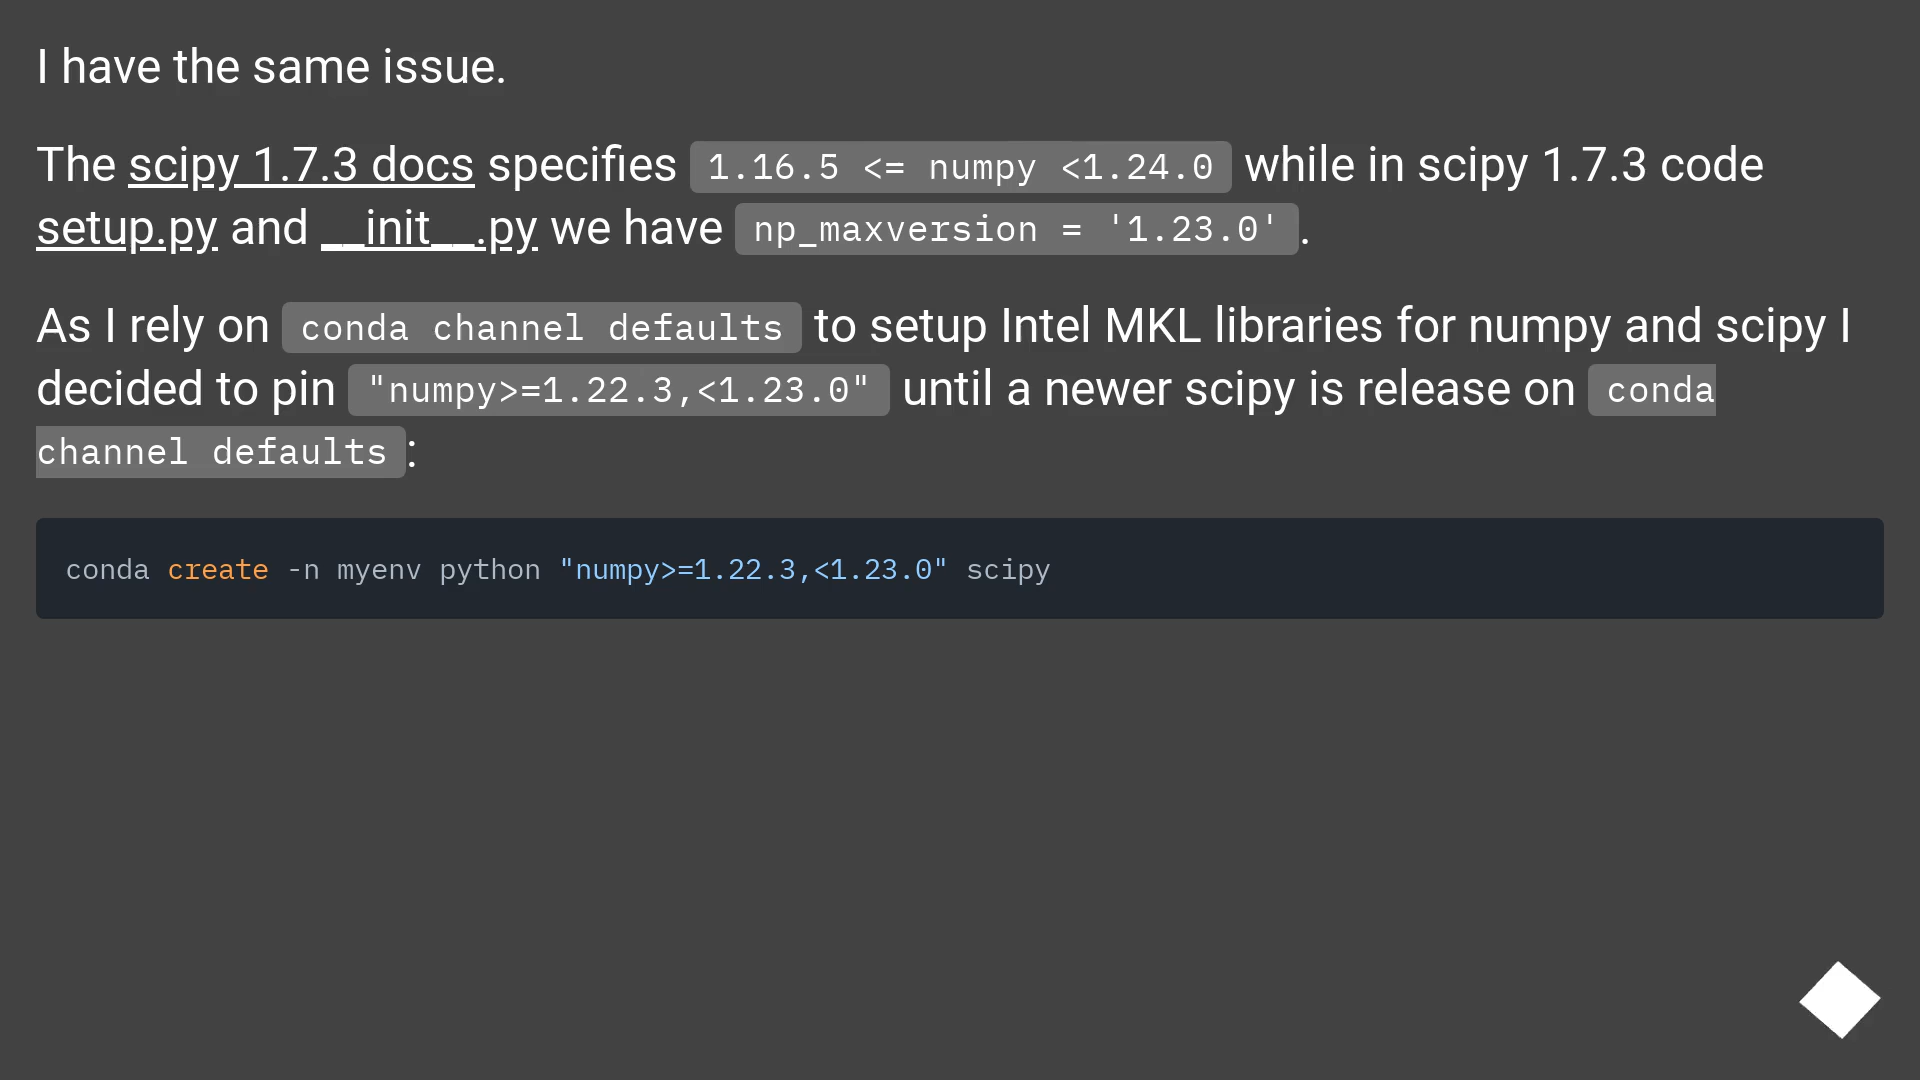 I have the same issue.
The scipy 1.7.3 docs specifies 1.16.5 <= numpy <1.24.0 while in scipy 1.7.3 code
setup.py and __init__.py we have np_maxversion = '1.23.0'.
As I rely on conda channel defaults to setup Intel MKL libraries for numpy and scipy I
decided to pin "numpy>=1.22.3,<1.23.0" until a newer scipy is release on conda
channel defaults:
conda create -n myenv python "numpy>=1.22.3,<1.23.0" scipy